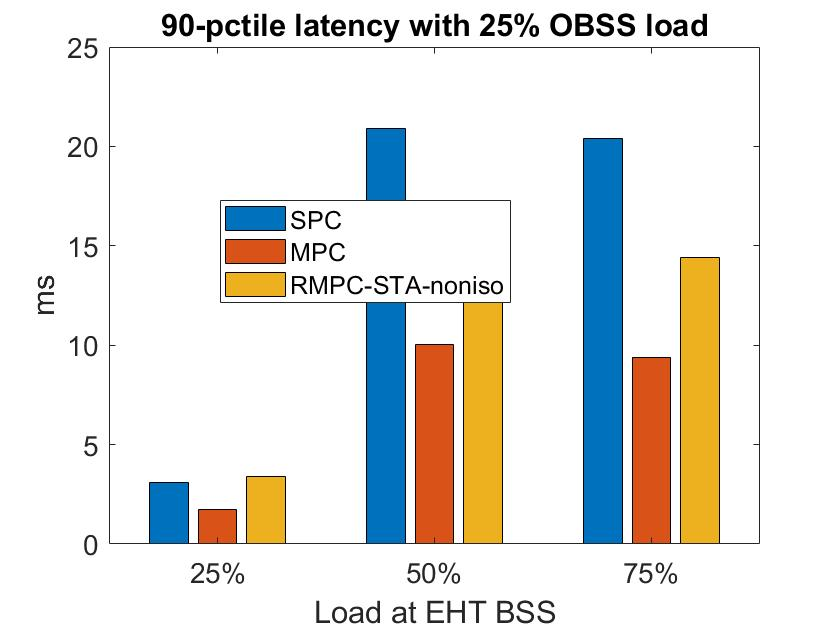 90-pctile latency with 25% OBSS load
25
20
15
10
5
0
ms
SPC
MPC
RMPC-STA-noniso
25%
50%
75%
Load at EHT BSS